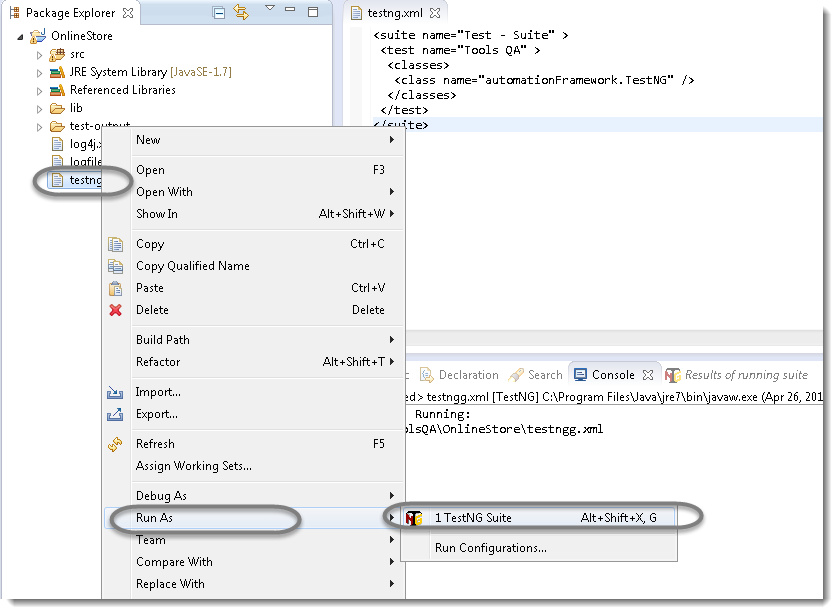 Package Explorer
OnlineStore
src
JRE System Library [JavaSE-1.7]
Referenced Libraries
lib
test-output
log4j.x
logfile
testng
testng.xml
<suite name="Test - Suite" >
<test name="Tools QA" >
<classes>
<class name="automationFramework.TestNG" />
</classes>
</test>
</suite>
New
Open F3
Open With
Show In Alt+Shift+W
Copy Ctrl+C
Copy Qualified Name
Paste Ctrl+V
Delete Delete
Build Path
Refactor Alt+Shift+T
Import...
Export...
Refresh F5
Assign Working Sets...
Debug As
Run As
Team
Compare With
Replace With
1 TestNG Suite Alt+Shift+X, G
Run Configurations...
Declaration Search Console Results of running suite
ed> testngg.xml [TestNG] C:\Program Files\Java\jre7\bin\javaw.exe (Apr 26, 201
Running:
olsQA\OnlineStore\testngg.xml